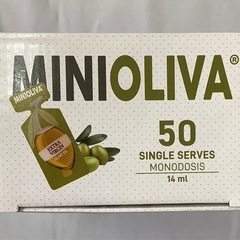 MINIOLIVA®
MINIOLIVA
EXTRA
VIRGIN
50
SINGLE SERVES
MONODOSIS
14 ml